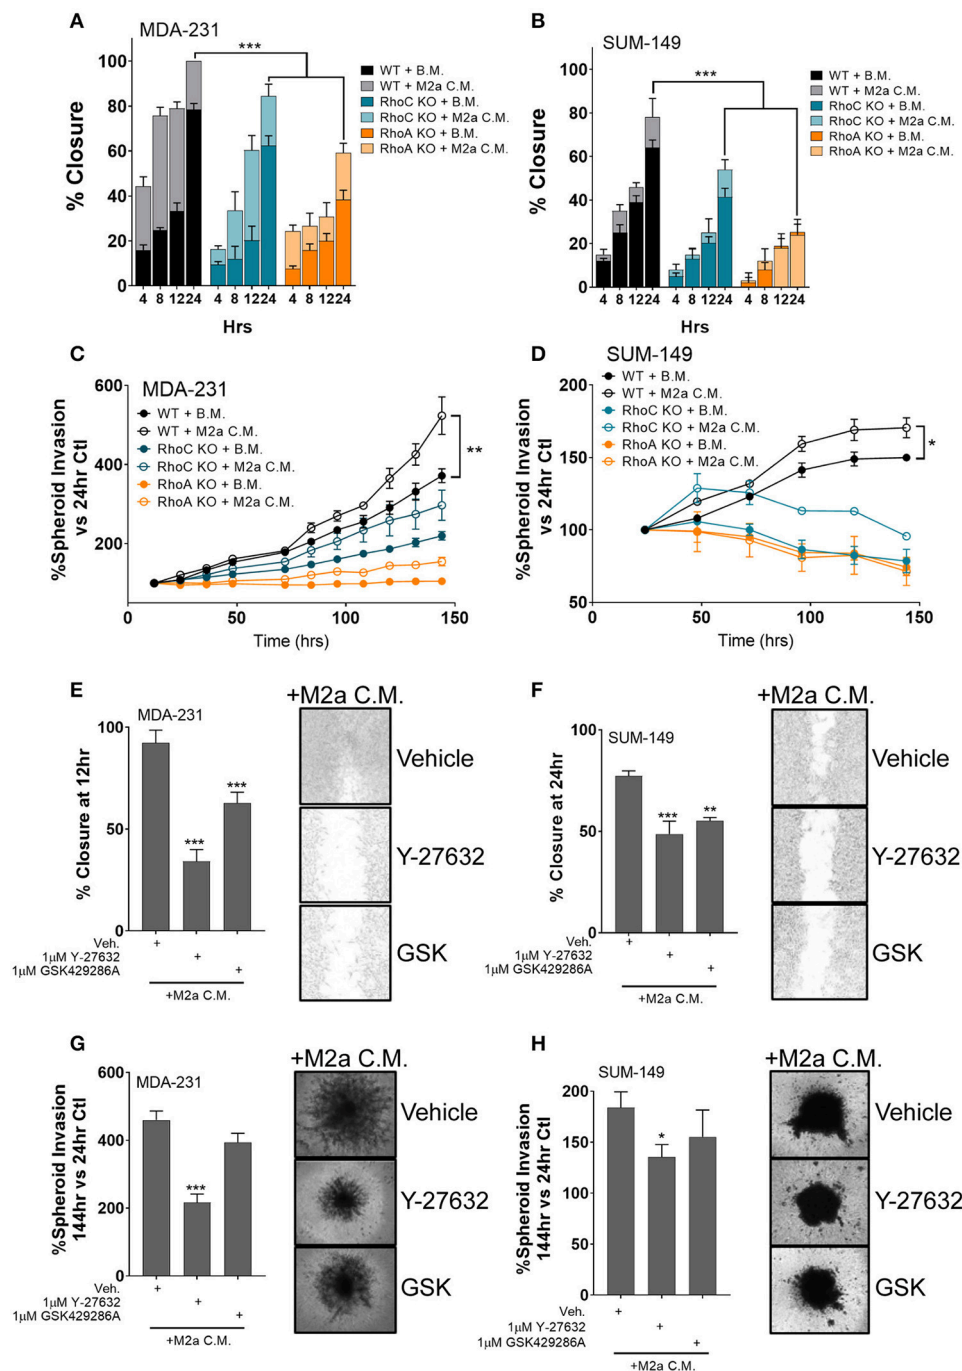 A
MDA-231
***
% Closure
100
80
60
40
20
0
4 8 1224
4 8 1224
4 8 1224
Hrs
WT + B.M.
WT + M2a C.M.
RhoC KO + B.M.
RhoC KO + M2a C.M.
RhoA KO + B.M.
RhoA KO + M2a C.M.
B
SUM-149
***
% Closure
100
80
60
40
20
0
4 8 1224
4 8 1224
4 8 1224
Hrs
WT + B.M.
WT + M2a C.M.
RhoC KO + B.M.
RhoC KO + M2a C.M.
RhoA KO + B.M.
RhoA KO + M2a C.M.
C
MDA-231
%Spheroid Invasion
vs 24hr Ctl
600
400
200
0
50
100
150
Time (hrs)
WT + B.M.
WT + M2a C.M.
RhoC KO + B.M.
RhoC KO + M2a C.M.
RhoA KO + B.M.
RhoA KO + M2a C.M.
**
D
SUM-149
%Spheroid Invasion
vs 24hr Ctl
200
150
100
50
0
50
100
150
Time (hrs)
WT + B.M.
WT + M2a C.M.
RhoC KO + B.M.
RhoC KO + M2a C.M.
RhoA KO + B.M.
RhoA KO + M2a C.M.
*
E
MDA-231
% Closure at 12hr
100
50
0
***
***
Veh. +
1μM Y-27632 +
1μM GSK429286A +
+M2a C.M.
+M2a C.M.
Vehicle
Y-27632
GSK
F
SUM-149
% Closure at 24hr
100
50
0
***
**
Veh. +
1μM Y-27632 +
1μM GSK429286A +
+M2a C.M.
+M2a C.M.
Vehicle
Y-27632
GSK
G
MDA-231
%Spheroid Invasion
144hr vs 24hr Ctl
600
400
200
0
***
Veh. +
1μM Y-27632 +
1μM GSK429286A +
+M2a C.M.
+M2a C.M.
Vehicle
Y-27632
GSK
H
SUM-149
%Spheroid Invasion
144hr vs 24hr Ctl
200
150
100
50
0
*
Veh. +
1μM Y-27632 +
1μM GSK429286A +
+M2a C.M.
+M2a C.M.
Vehicle
Y-27632
GSK